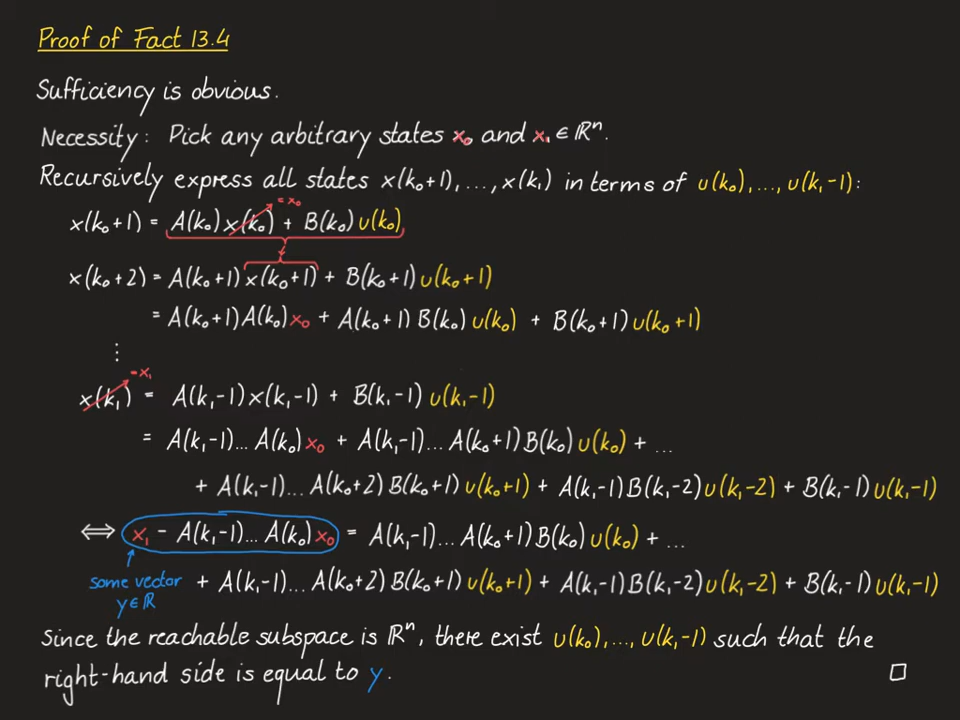 Proof of Fact 13.4
Sufficiency is obvious.
Necessity: Pick any arbitrary states x₀ and x₁ ∈ ℝⁿ.
Recursively express all states x(k₀+1), ..., x(k₁) in terms of u(k₀), ..., u(k₁-1):
= x₀
x(k₀+1) = A(k₀) x(k₀) + B(k₀) u(k₀)
x(k₀+2) = A(k₀+1) x(k₀+1) + B(k₀+1) u(k₀+1)
= A(k₀+1) A(k₀) x₀ + A(k₀+1) B(k₀) u(k₀) + B(k₀+1) u(k₀+1)
⋮
= x₁
x(k₁) = A(k₁-1) x(k₁-1) + B(k₁-1) u(k₁-1)
= A(k₁-1)... A(k₀) x₀ + A(k₁-1)... A(k₀+1) B(k₀) u(k₀) + ...
+ A(k₁-1)... A(k₀+2) B(k₀+1) u(k₀+1) + A(k₁-1) B(k₁-2) u(k₁-2) + B(k₁-1) u(k₁-1)
⟺ x₁ - A(k₁-1)... A(k₀) x₀ = A(k₁-1)... A(k₀+1) B(k₀) u(k₀) + ...
some vector
y ∈ ℝ
+ A(k₁-1)... A(k₀+2) B(k₀+1) u(k₀+1) + A(k₁-1) B(k₁-2) u(k₁-2) + B(k₁-1) u(k₁-1)
Since the reachable subspace is ℝⁿ, there exist u(k₀), ..., u(k₁-1) such that the
right-hand side is equal to y. □